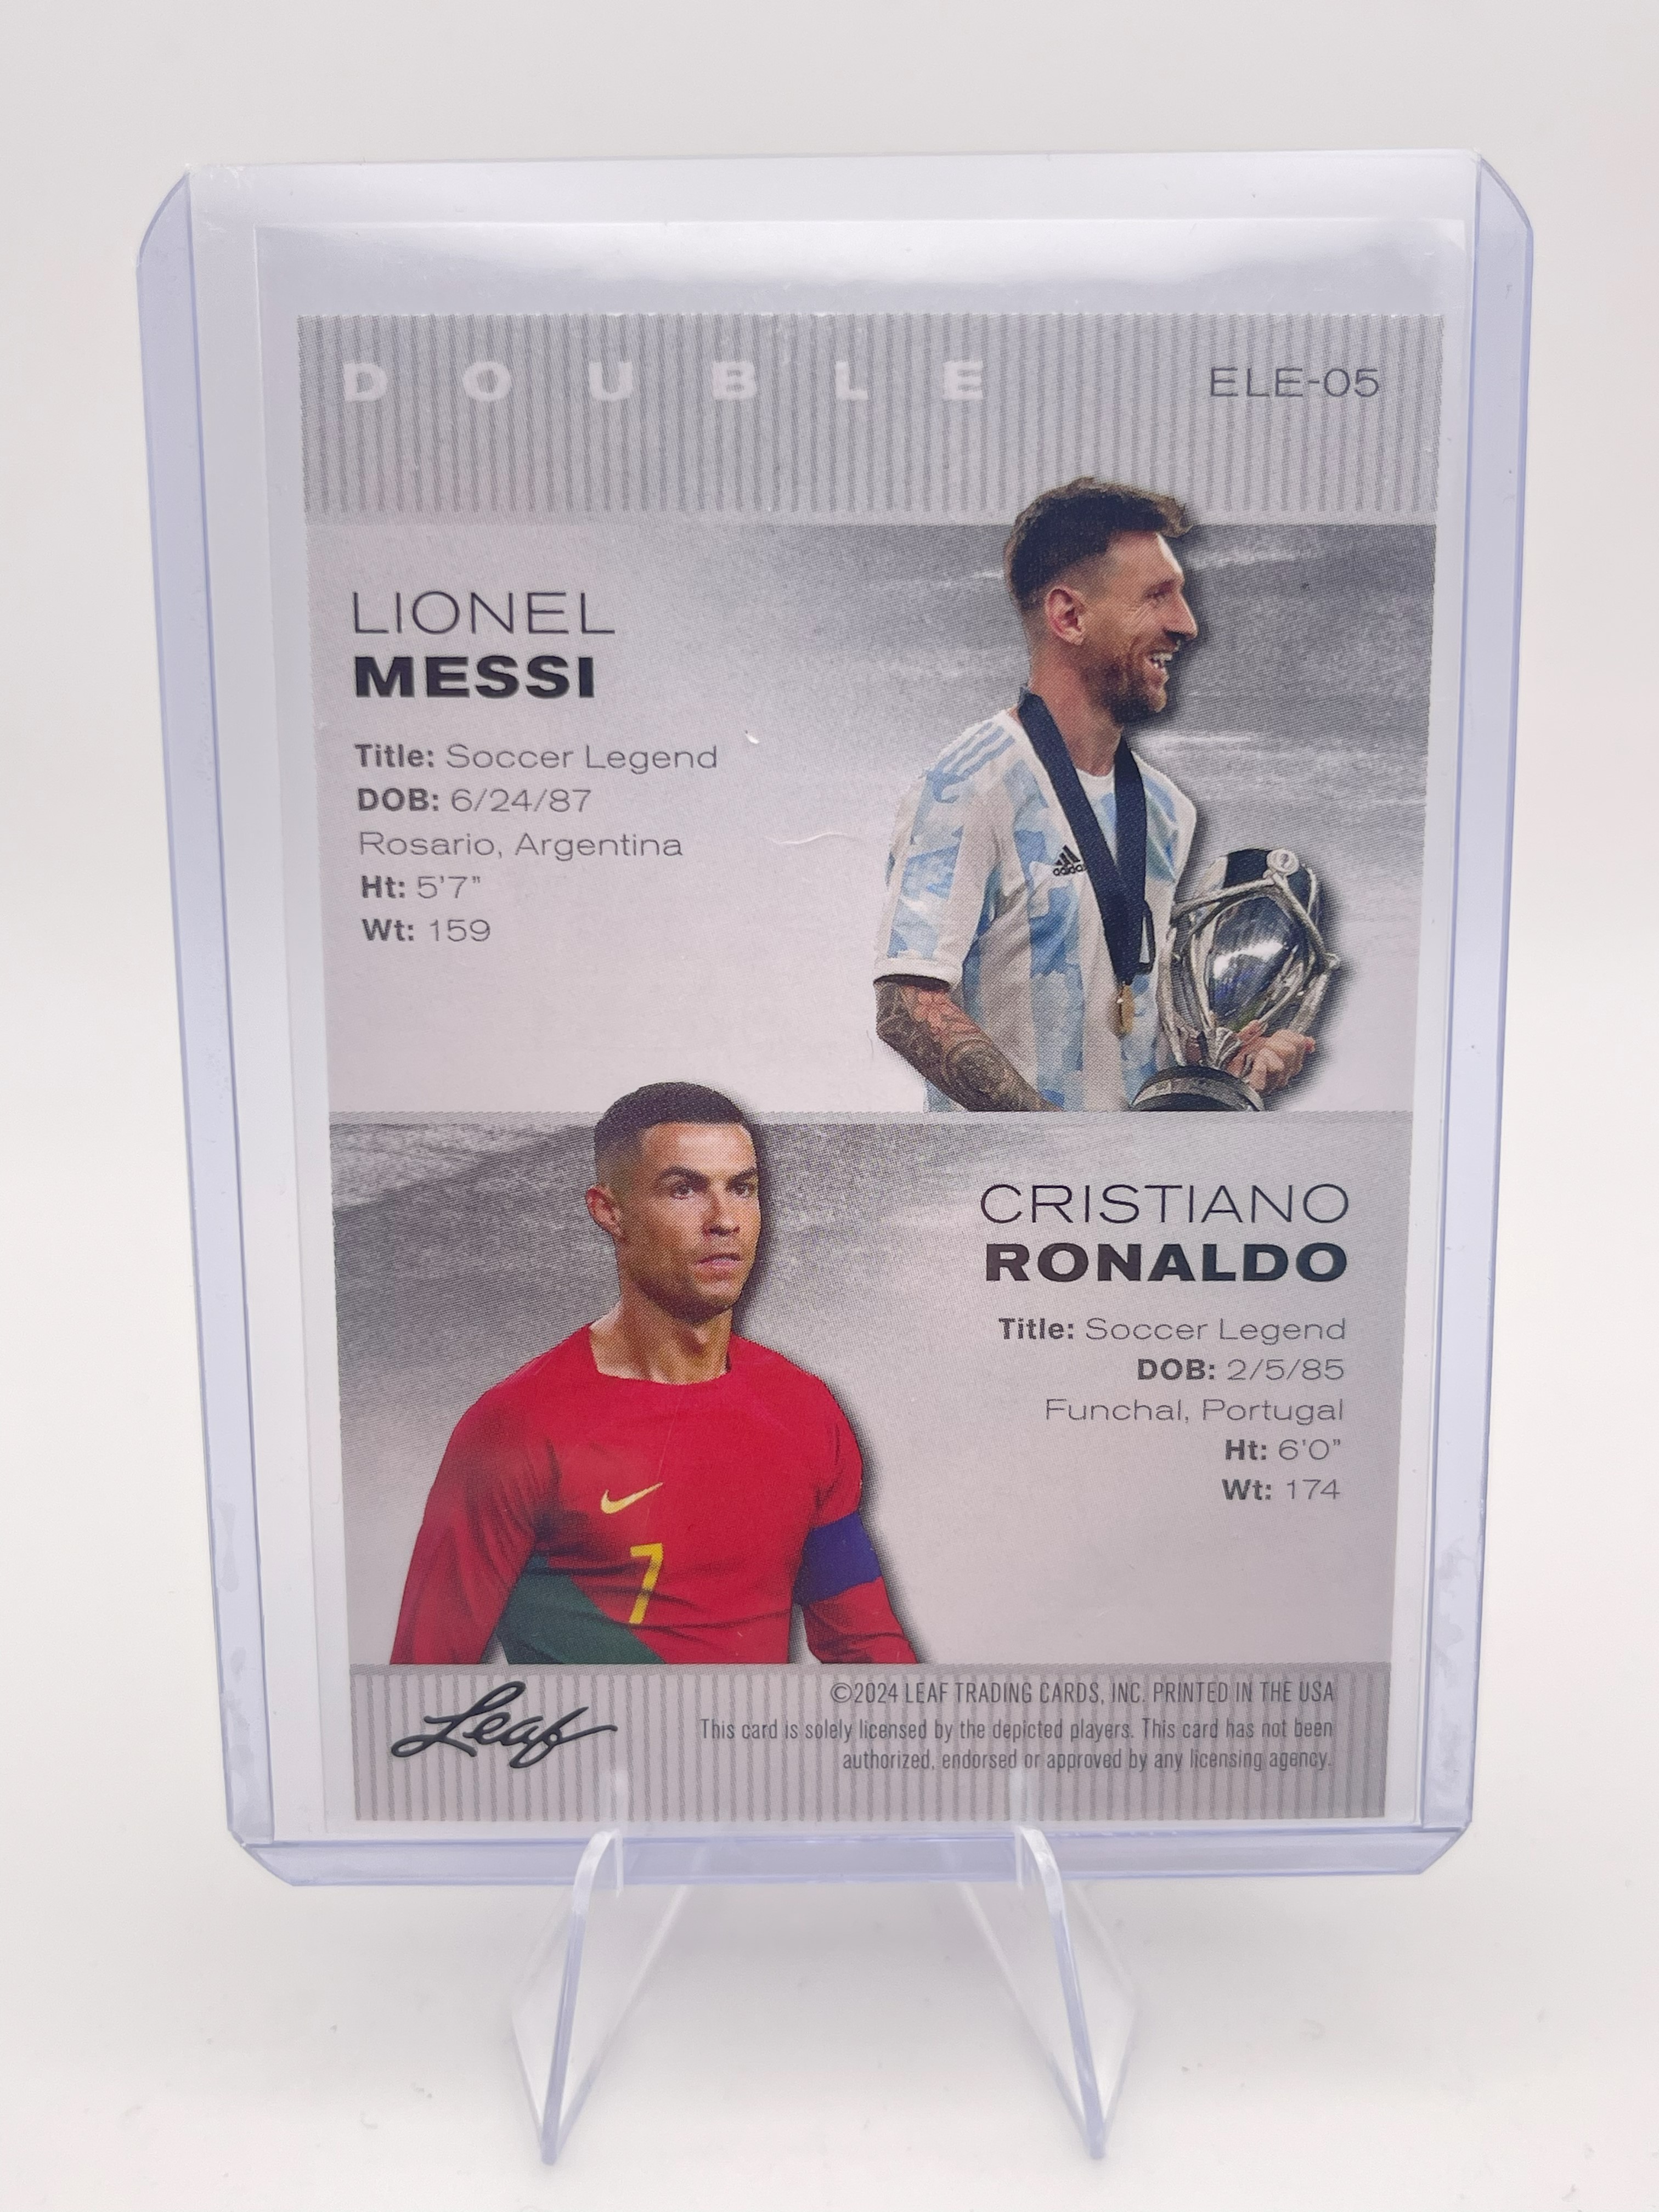 DOUBLE ELE-05
LIONEL
MESSI
Title: Soccer Legend
DOB: 6/24/87
Rosario, Argentina
Ht: 5'7"
Wt: 159
adidas
CRISTIANO
RONALDO
Title: Soccer Legend
DOB: 2/5/85
Funchal, Portugal
Ht: 6'0"
Wt: 174
7
Leaf
©2024 LEAF TRADING CARDS, INC. PRINTED IN THE USA
This card is solely licensed by the depicted players. This card has not been
authorized, endorsed or approved by any licensing agency.